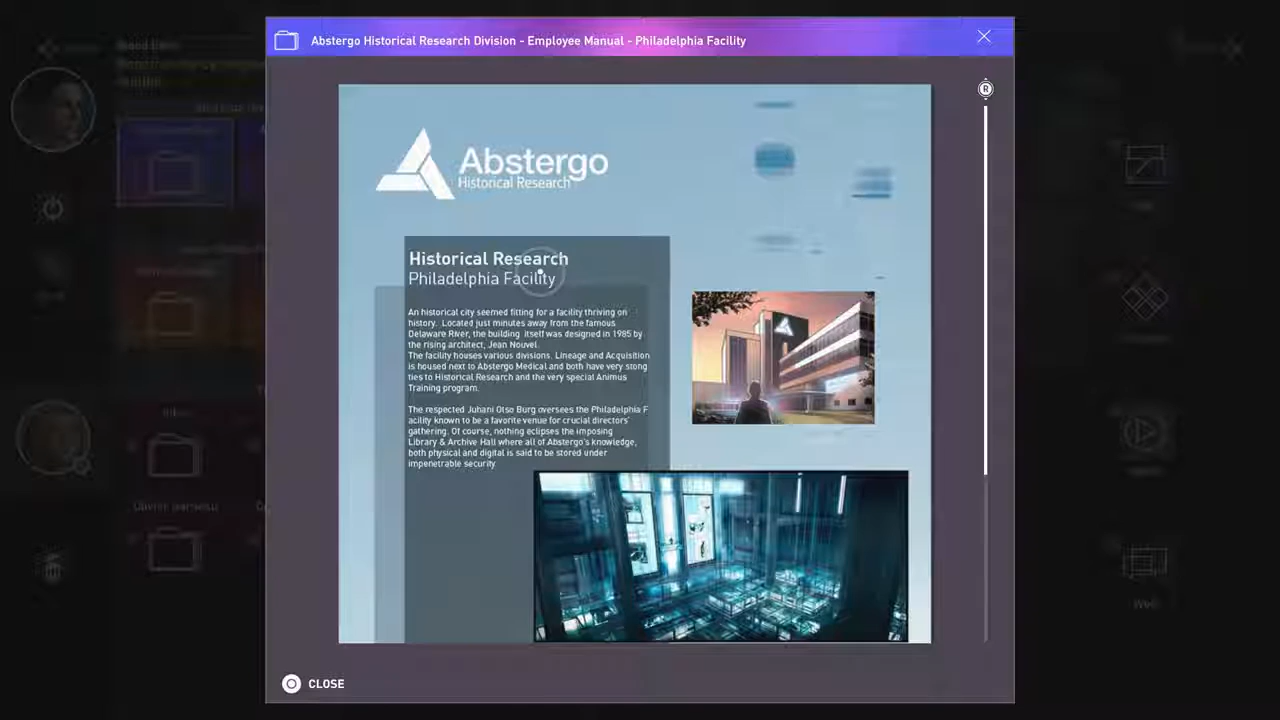 Abstergo Historical Research Division - Employee Manual - Philadelphia Facility
R
Abstergo
Historical Research
Historical Research
Philadelphia Facility
An historical city seemed fitting for a facility thriving on
history. Located just minutes away from the famous
Delaware River, the building itself was designed in 1985 by
the rising architect, Jean Nouvel.
The facility houses various divisions. Lineage and Acquisition
is housed next to Abstergo Medical and both have very stong
ties to Historical Research and the very special Animus
Training program.
The respected Juhani Otso Burg oversees the Philadelphia F
acility known to be a favorite venue for crucial directors'
gathering. Of course, nothing eclipses the imposing
Library & Archive Hall where all of Abstergo's knowledge,
both physical and digital is said to be stored under
impenetrable security
CLOSE